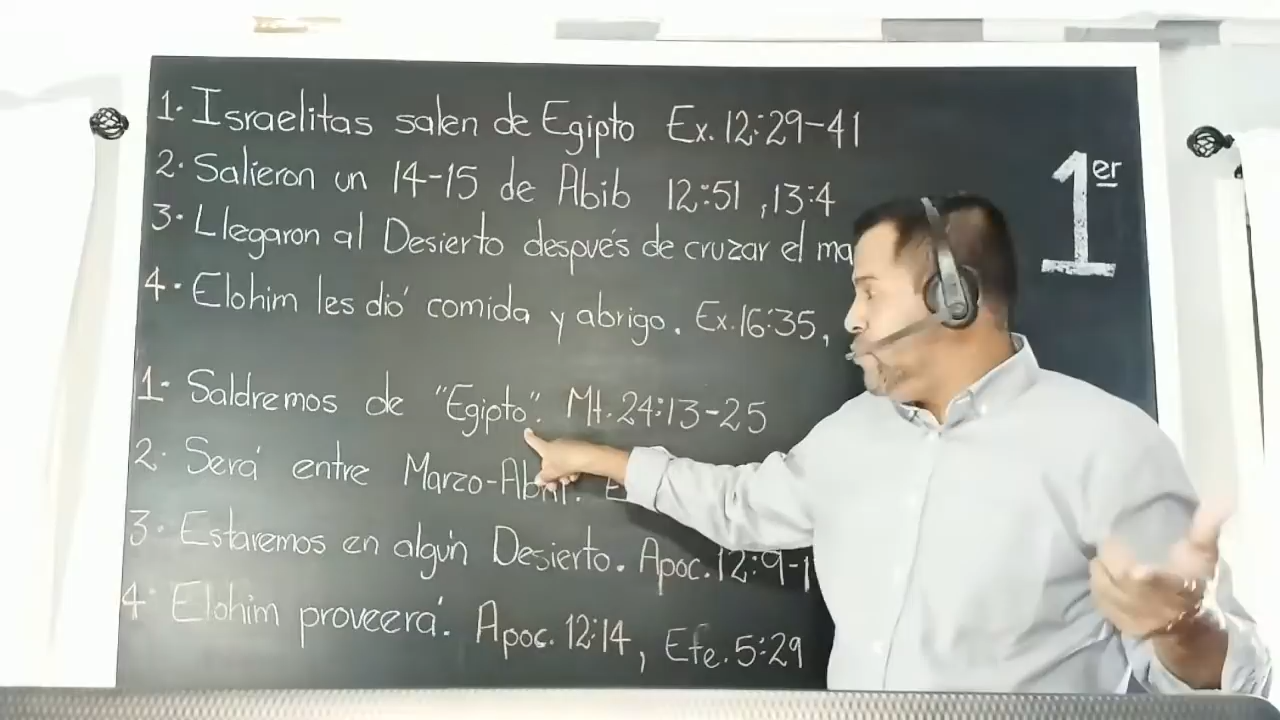 1. Israelitas salen de Egipto Ex. 12:29-41
2. Salieron un 14-15 de Abib 12:51, 13:4
3. Llegaron al Desierto después de cruzar el
4. Elohim les dió comida y abrigo. Ex. 16:35,
1. Saldremos de "Egipto". Mt. 24:13-25
2. Será entre Marzo-Abril.
3. Estaremos en algún Desierto. Apoc. 12:9-1
4. Elohim proveerá. Apoc. 12:14, Efe. 5:29
1er